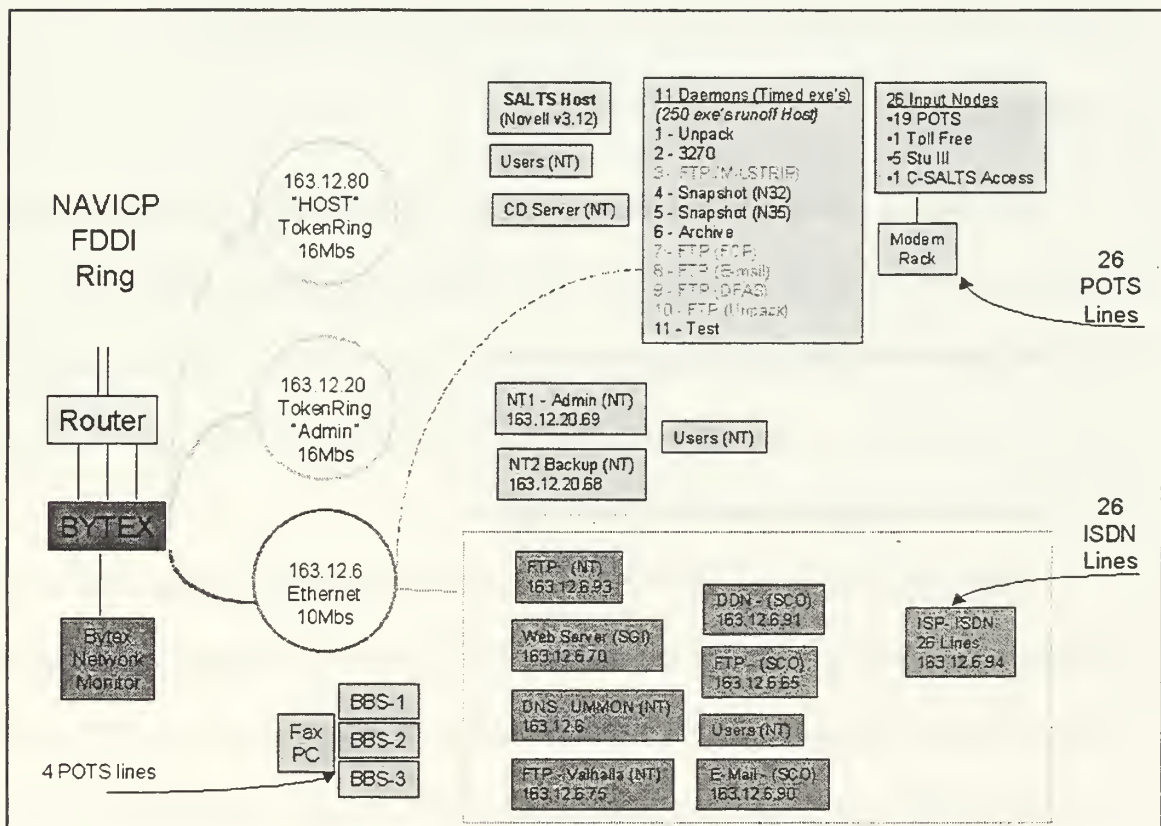 NAVICP
FDDI
Ring
Router
BYTEX
Bytex
Network
Monitor
4 POTS lines
163.12.80
"HOST"
TokenRing
16Mbs
163.12.20
TokenRing
"Admin"
16Mbs
163.12.6
Ethernet
10Mbs
Fax
PC
BBS-1
BBS-2
BBS-3
SALTS Host
(Novell v3.12)
Users (NT)
CD Server (NT)
11 Daemons (Timed exe's)
(250 exe's runoff Host)
1 - Unpack
2 - 3270
3 - FTP (M-LSTRIP)
4 - Snapshot (N32)
5 - Snapshot (N35)
6 - Archive
7 - FTP
8 - FTP (E-mail)
9 - FTP (DFAS)
10 - FTP (Unpack)
11 - Test
26 Input Nodes
•19 POTS
•1 Toll Free
•5 Stu III
•1 C-SALTS Access
Modem
Rack
26
POTS
Lines
NT1 - Admin (NT)
163.12.20.69
Users (NT)
NT2 Backup (NT)
163.12.20.68
26
ISDN
Lines
FTP- (NT)
163.12.6.93
Web Server (SGI)
163.12.6.70
DNS - UMMON (NT)
163.12.6
FTP - Valhalla (NT)
163.12.6.75
DDN - (SCO)
163.12.6.91
FTP - (SCO)
163.12.6.65
Users (NT)
E-Mail - (SCO)
163.12.6.90
ISP- ISDN
26 Lines
163.12.6.94